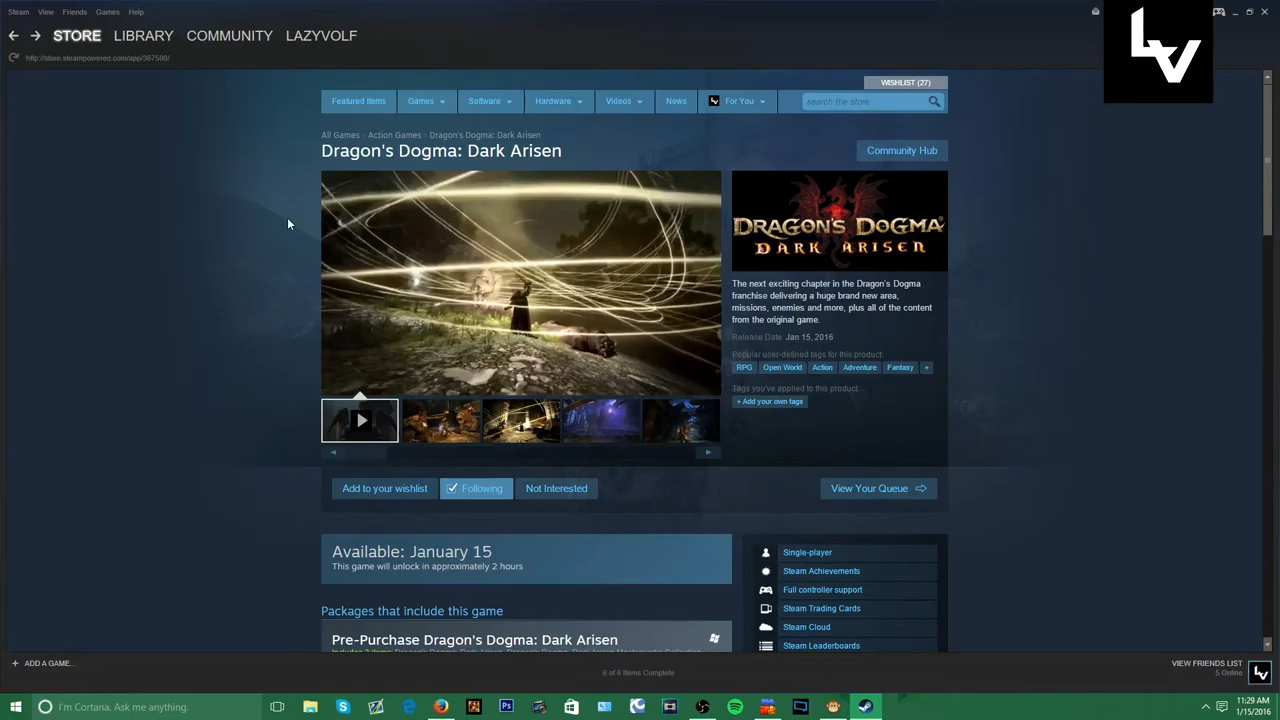 Steam View Friends Games Help
STORE LIBRARY COMMUNITY LAZYVOLF
http://store.steampowered.com/app/367500/
WISHLIST (27)
Featured Items Games Software Hardware Videos News For You search the store
All Games › Action Games › Dragon's Dogma: Dark Arisen
Dragon's Dogma: Dark Arisen
Community Hub
DRAGON'S DOGMA
DARK ARISEN
The next exciting chapter in the Dragon's Dogma
franchise delivering a huge brand new area,
missions, enemies and more, plus all of the content
from the original game.
Release Date: Jan 15, 2016
Popular user-defined tags for this product:
RPG Open World Action Adventure Fantasy +
Tags you've applied to this product:
+ Add your own tags
Add to your wishlist Following Not Interested View Your Queue
Available: January 15
This game will unlock in approximately 2 hours
Packages that include this game
Pre-Purchase Dragon's Dogma: Dark Arisen
Single-player
Steam Achievements
Full controller support
Steam Trading Cards
Steam Cloud
Steam Leaderboards
+ ADD A GAME...
6 of 6 Items Complete
VIEW FRIENDS LIST
5 Online
LV
I'm Cortana. Ask me anything.
11:29 AM
1/15/2016